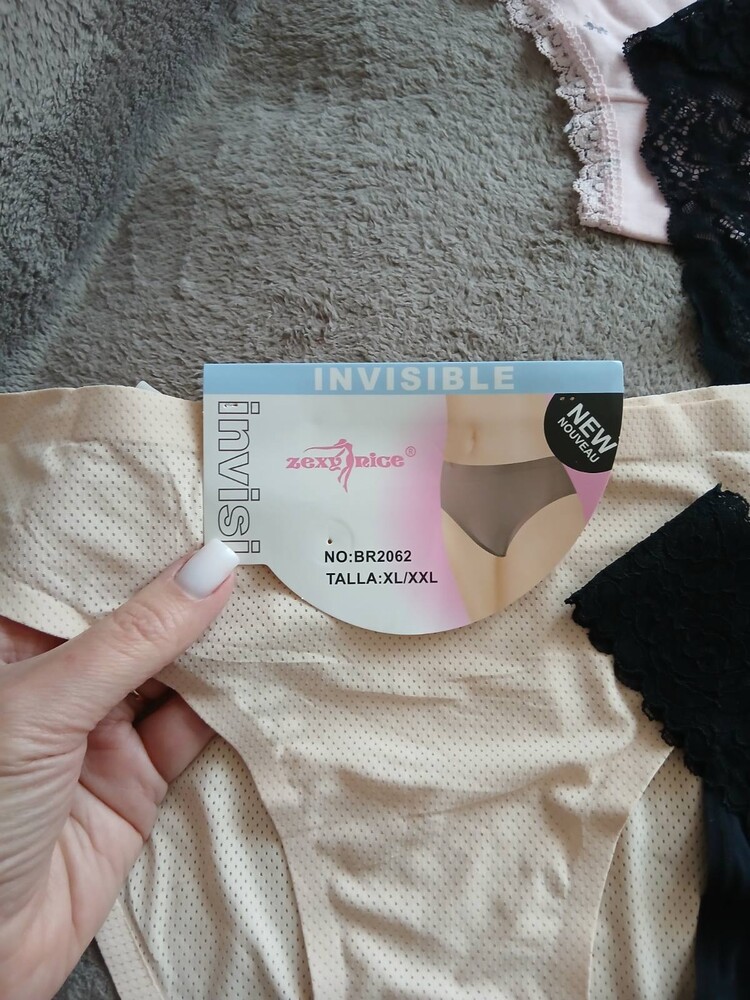 INVISIBLE
invisi
zexy nice®
NEW
NOUVEAU
NO:BR2062
TALLA:XL/XXL